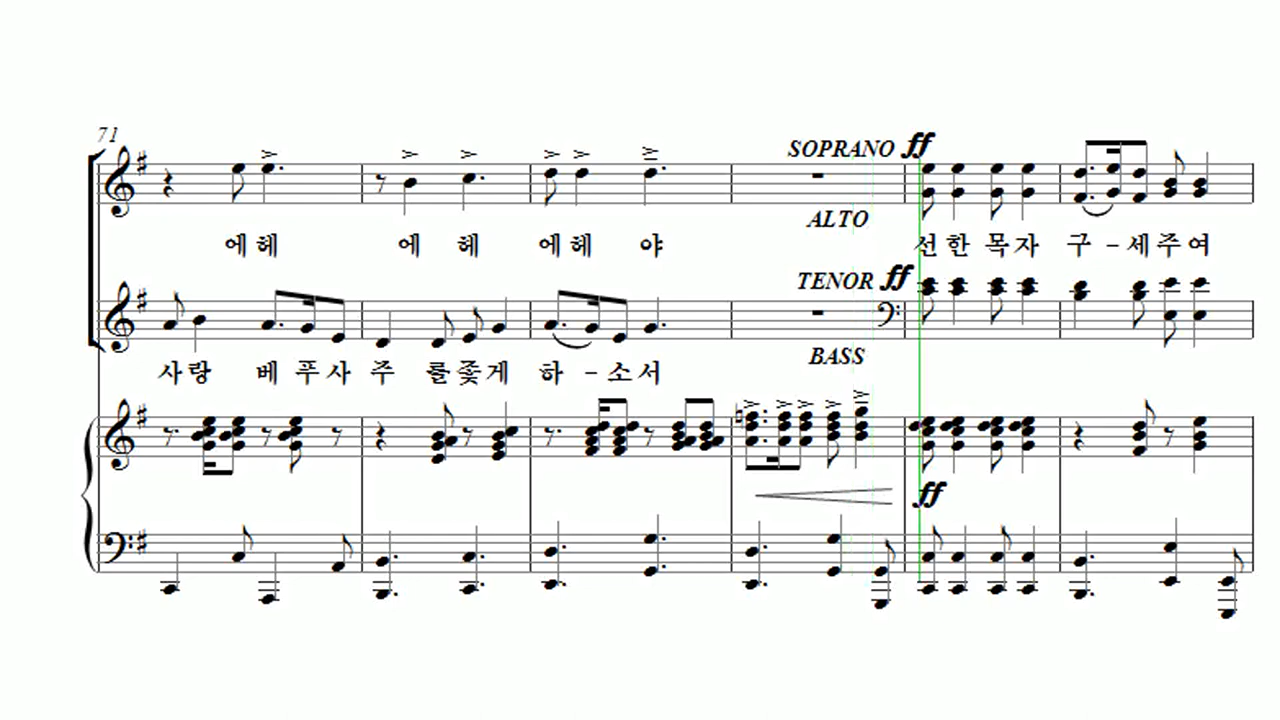 71
SOPRANO ff
에헤 에 헤 에헤 야
ALTO
선한 목자 구 - 세주여
TENOR ff
BASS
사랑 베 푸사 주 를좇게 하 - 소서
ff